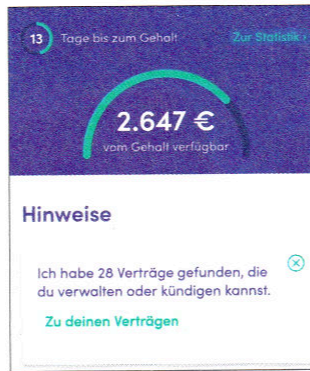 13 Tage bis zum Gehalt Zur Statistik ›
2.647 €
vom Gehalt verfügbar
Hinweise
Ich habe 28 Verträge gefunden, die
du verwalten oder kündigen kannst.
Zu deinen Verträgen